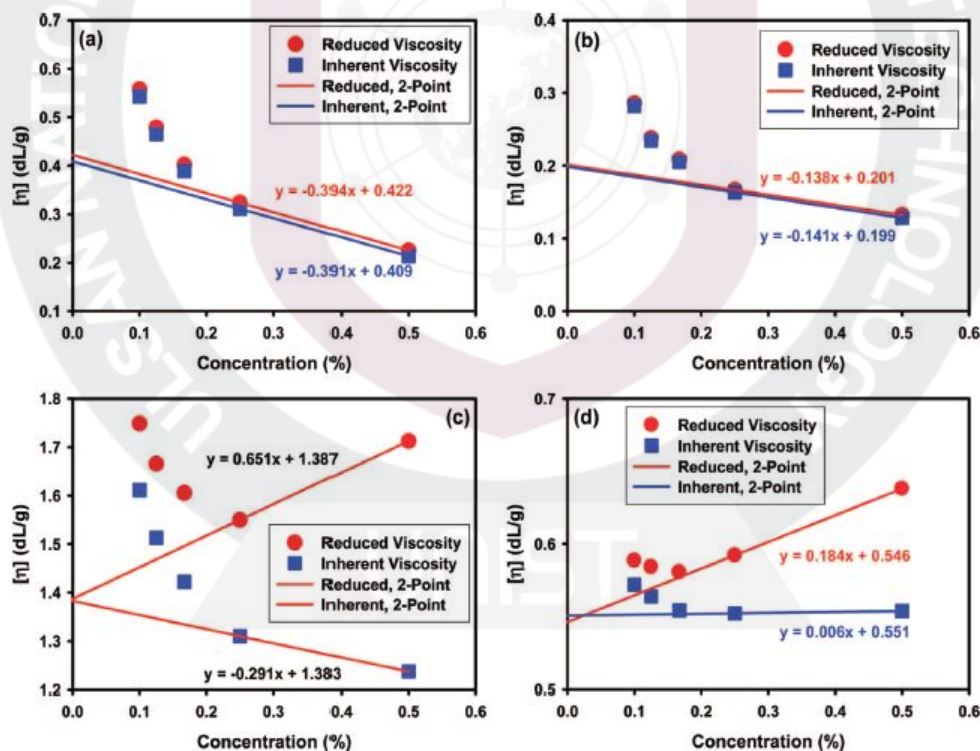 (a)
Reduced Viscosity
Inherent Viscosity
Reduced, 2-Point
Inherent, 2-Point
y = -0.394x + 0.422
y = -0.391x + 0.409
[η] (dL/g)
0.7
0.6
0.5
0.4
0.3
0.2
0.1
0.0 0.1 0.2 0.3 0.4 0.5 0.6
Concentration (%)
(b)
Reduced Viscosity
Inherent Viscosity
Reduced, 2-Point
Inherent, 2-Point
y = -0.138x + 0.201
y = -0.141x + 0.199
[η] (dL/g)
0.4
0.3
0.2
0.1
0.0
0.0 0.1 0.2 0.3 0.4 0.5 0.6
Concentration (%)
(c)
y = 0.651x + 1.387
Reduced Viscosity
Inherent Viscosity
Reduced, 2-Point
Inherent, 2-Point
y = -0.291x + 1.383
[η] (dL/g)
1.8
1.7
1.6
1.5
1.4
1.3
1.2
0.0 0.1 0.2 0.3 0.4 0.5 0.6
Concentration (%)
(d)
Reduced Viscosity
Inherent Viscosity
Reduced, 2-Point
Inherent, 2-Point
y = 0.184x + 0.546
y = 0.006x + 0.551
[η] (dL/g)
0.7
0.6
0.5
0.0 0.1 0.2 0.3 0.4 0.5 0.6
Concentration (%)
ULSAN NATIO
TECHNOLOG